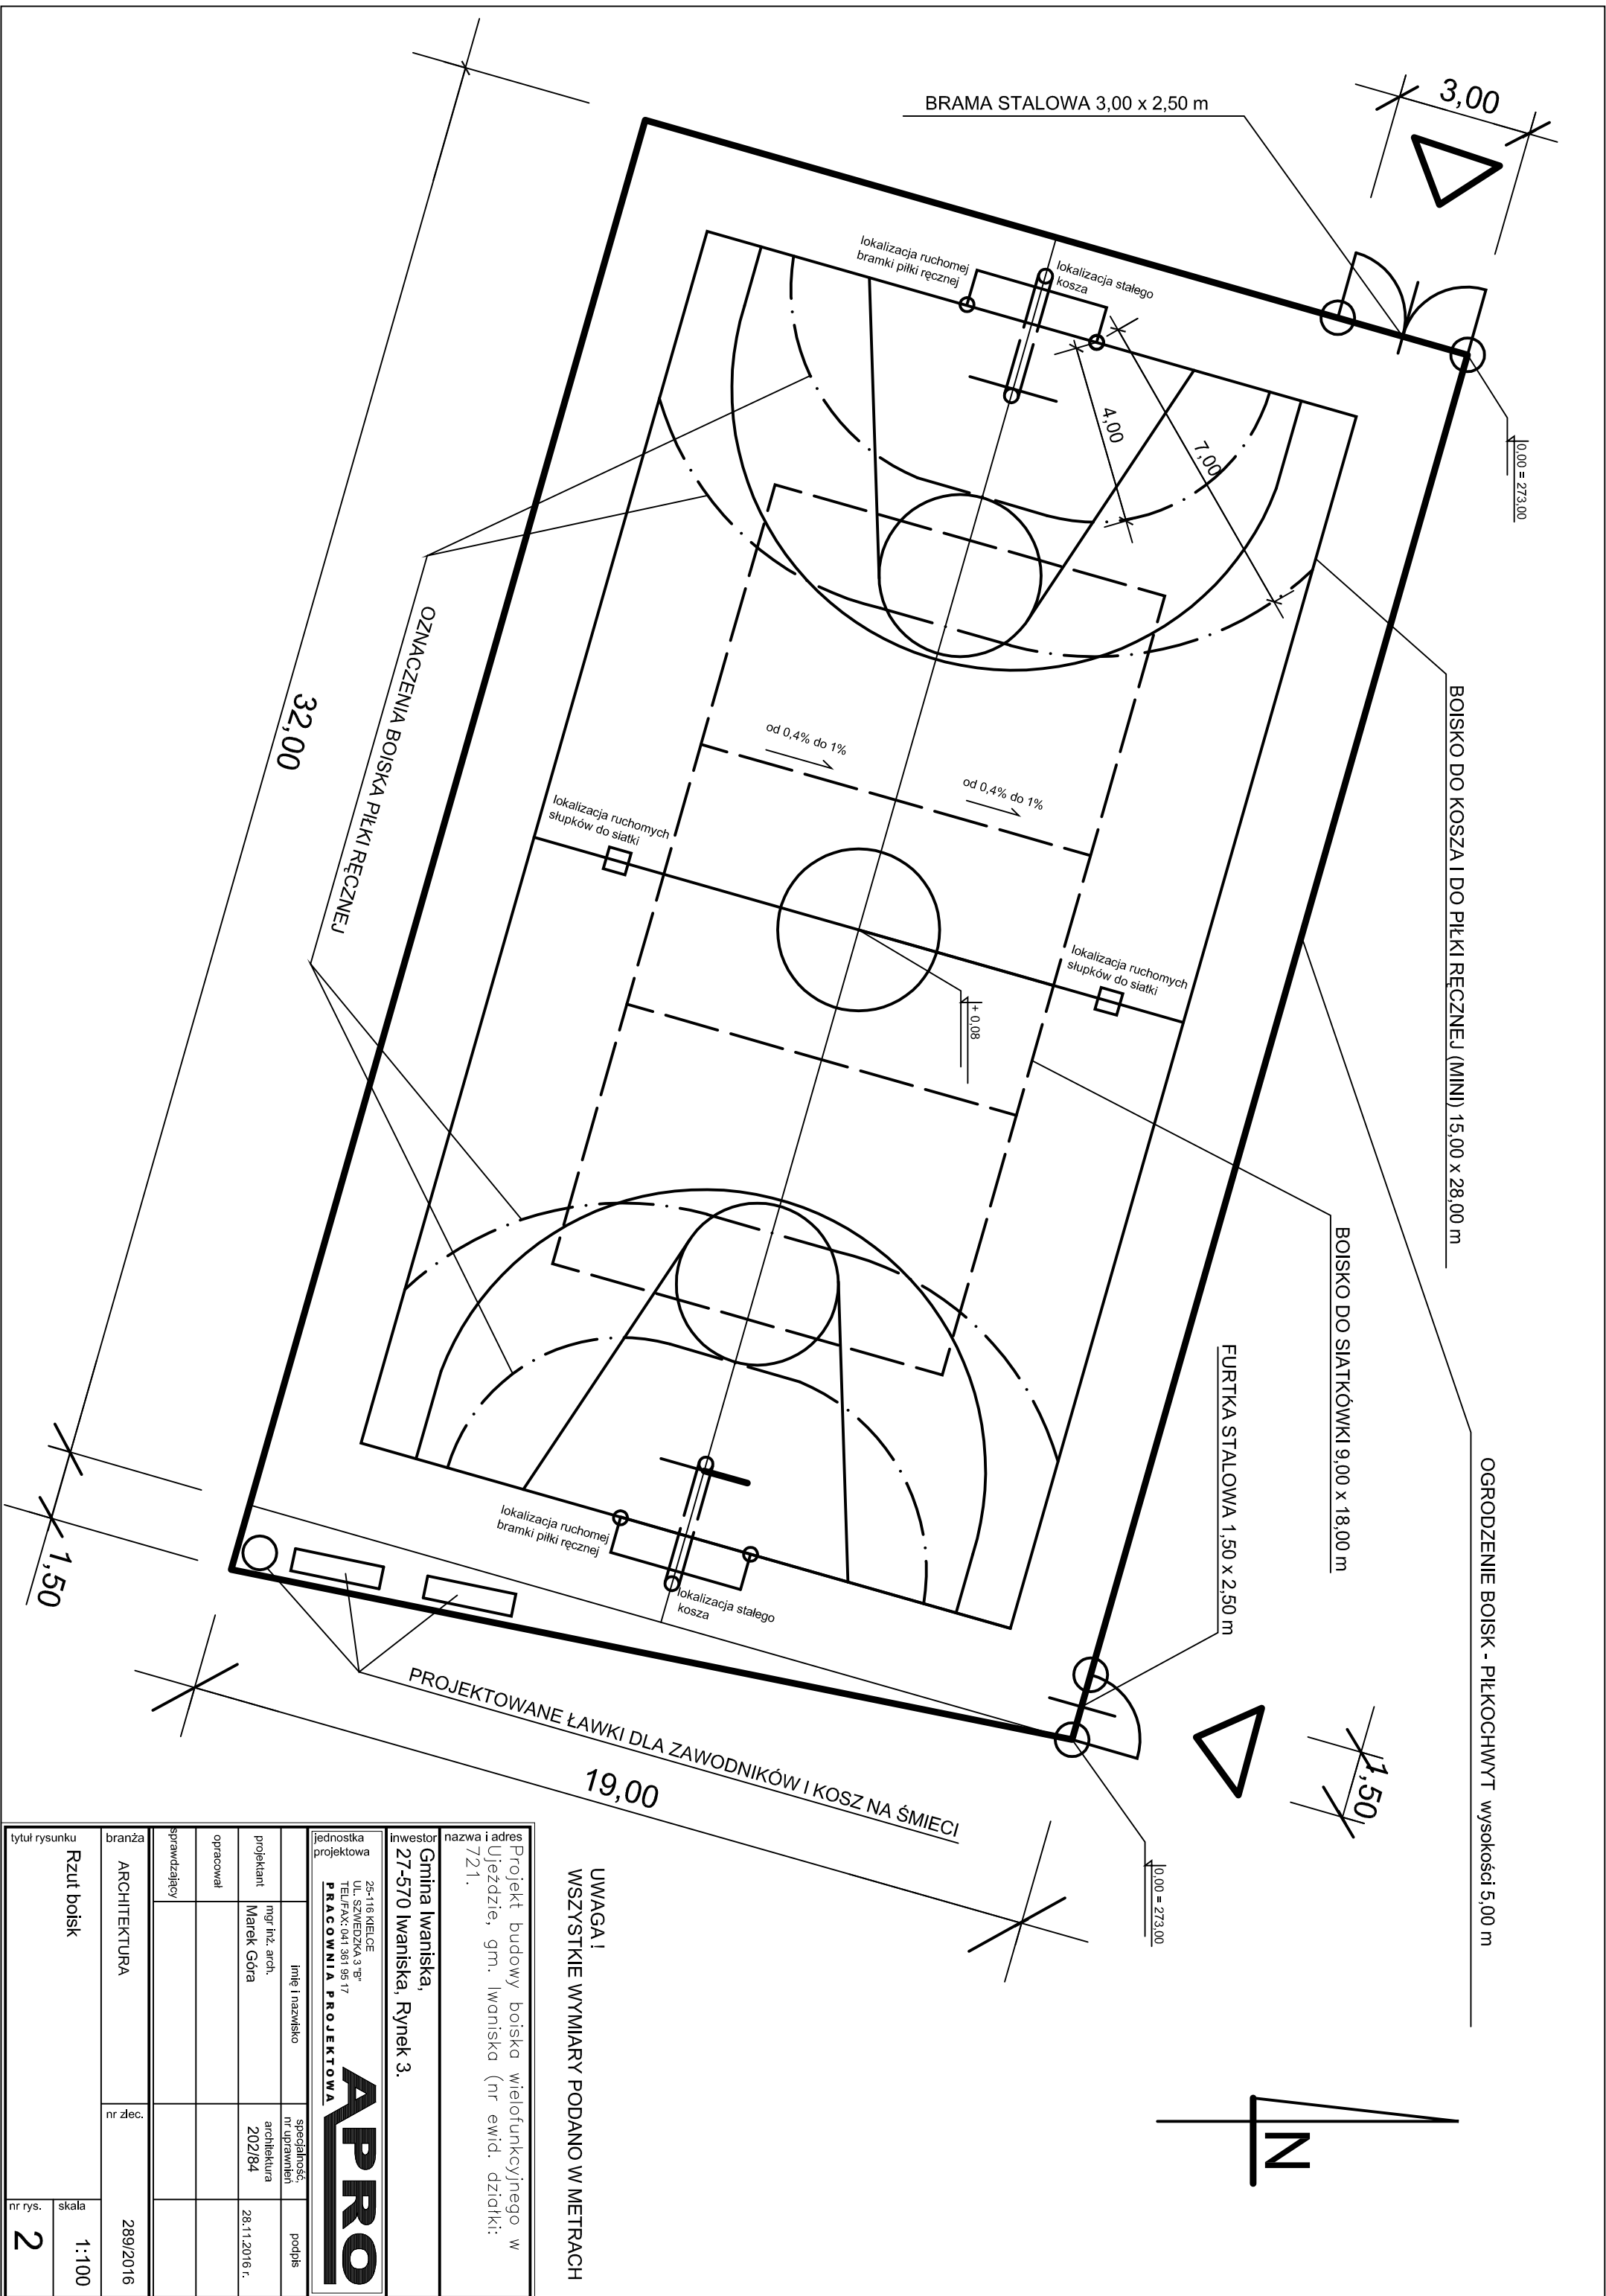 BRAMA STALOWA 3,00 x 2,50 m
3,00
lokalizacja ruchomej
bramki piłki ręcznej
lokalizacja stałego
kosza
4,00
7,00
0,00 = 273,00
BOISKO DO KOSZA I DO PIŁKI RĘCZNEJ (MINI) 15,00 x 28,00 m
OZNACZENIA BOISKA PIŁKI RĘCZNEJ
32,00
od 0,4% do 1%
od 0,4% do 1%
lokalizacja ruchomych
słupków do siatki
lokalizacja ruchomych
słupków do siatki
+ 0,08
BOISKO DO SIATKÓWKI 9,00 x 18,00 m
FURTKA STALOWA 1,50 x 2,50 m
OGRODZENIE BOISK - PIŁKOCHWYT wysokości 5,00 m
lokalizacja ruchomej
bramki piłki ręcznej
lokalizacja stałego
kosza
1,50
PROJEKTOWANE ŁAWKI DLA ZAWODNIKÓW I KOSZ NA ŚMIECI
19,00
1,50
0,00 = 273,00
UWAGA !
WSZYSTKIE WYMIARY PODANO W METRACH
N
nazwa i adres
Projekt budowy boiska wielofunkcyjnego w
Ujeździe, gm. Iwaniska (nr ewid. działki:
721.
inwestor
Gmina Iwaniska,
27-570 Iwaniska, Rynek 3.
jednostka
projektowa
25-116 KIELCE
UL. SZWEDZKA 3 "B"
TEL/FAX: 041 361 95 17
PRACOWNIA PROJEKTOWA
APRO
imię i nazwisko
specjalność,
nr uprawnień
podpis
projektant
mgr inż. arch.
Marek Góra
architektura
202/84
28.11.2016 r.
opracował
sprawdzający
branża
ARCHITEKTURA
nr zlec.
289/2016
tytuł rysunku
Rzut boisk
skala
1:100
nr rys.
2